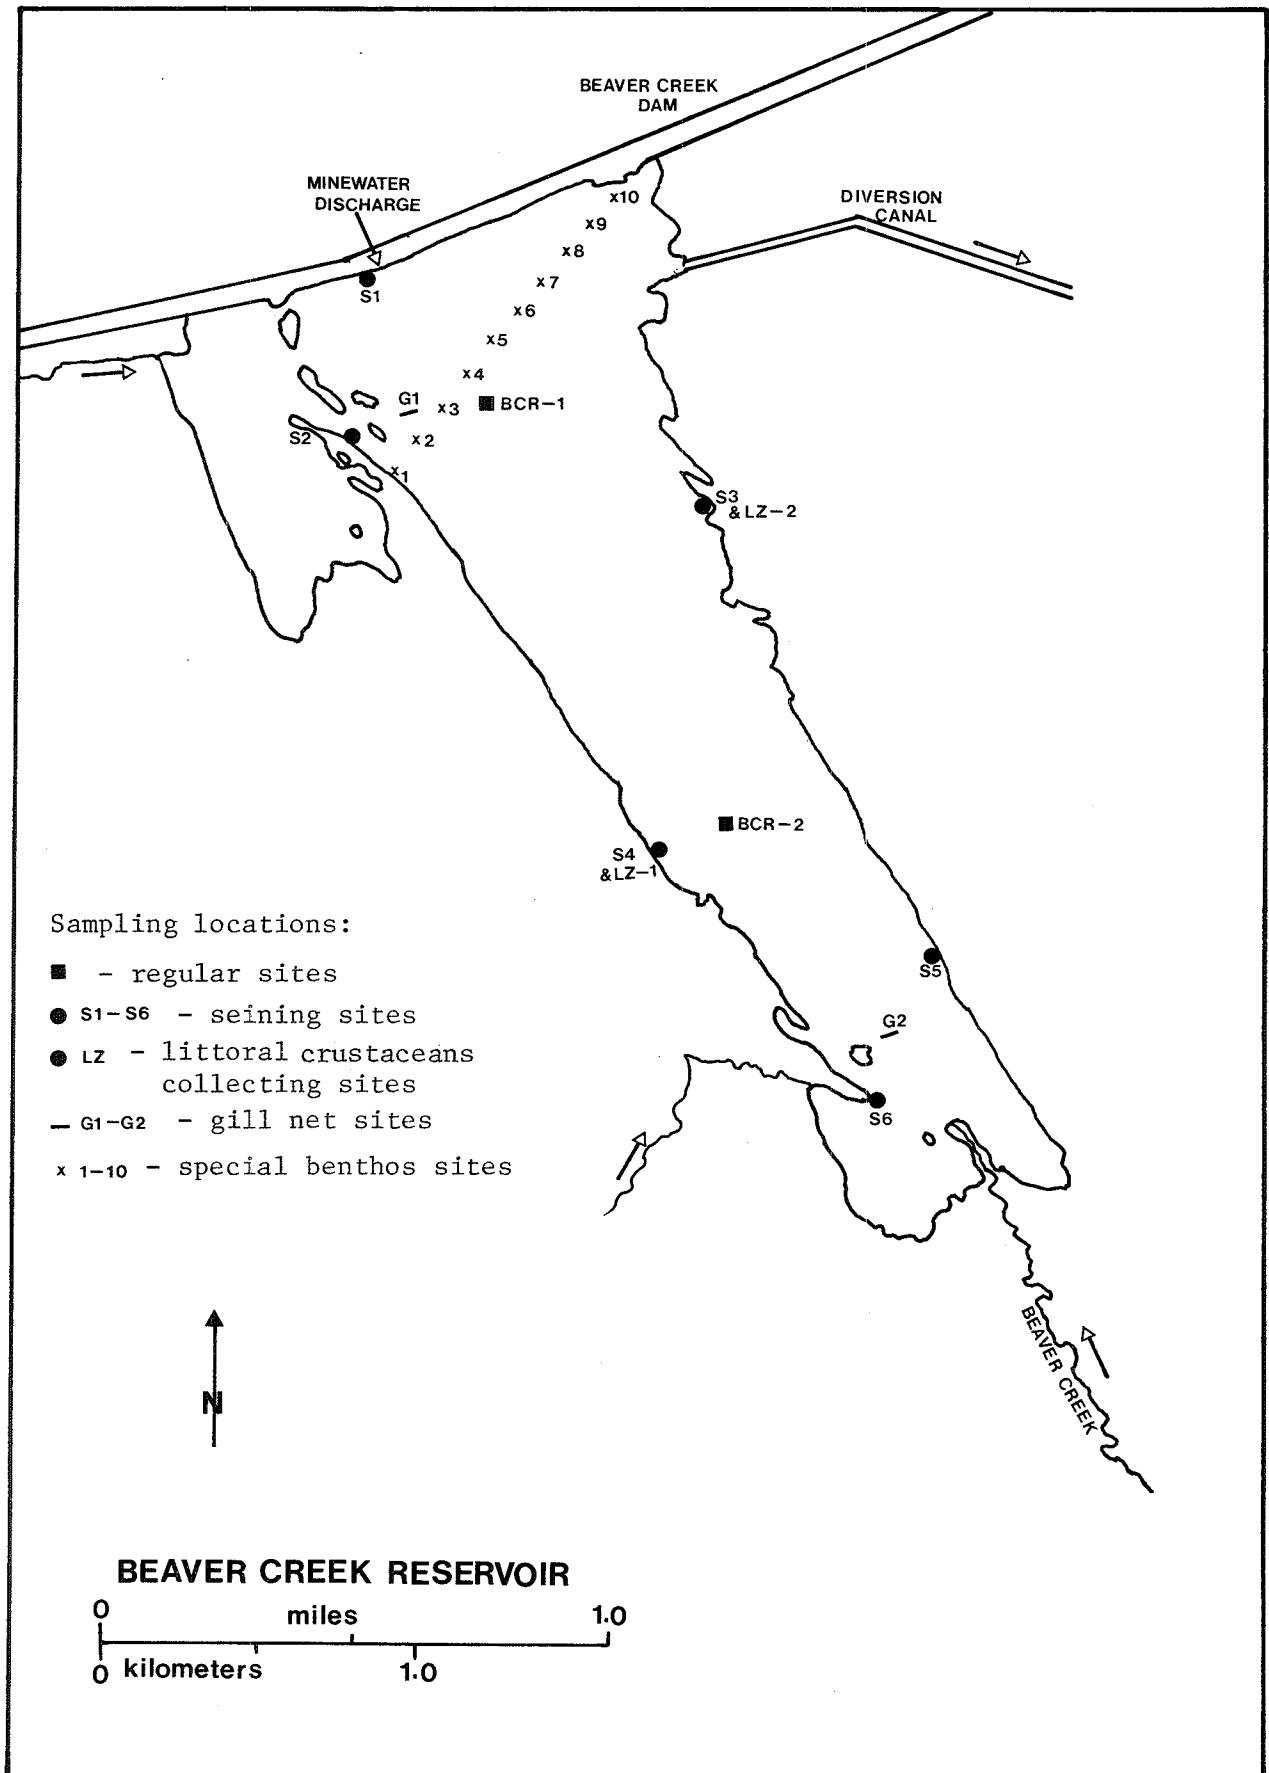 BEAVER CREEK
DAM
MINEWATER
DISCHARGE
DIVERSION
CANAL
x10
x9
x8
x7
x6
x5
x4
x3
x2
x1
S1
G1
BCR-1
S2
S3
& LZ-2
BCR-2
S4
& LZ-1
S5
G2
S6
Sampling locations:
- regular sites
S1-S6 - seining sites
LZ - littoral crustaceans
collecting sites
G1-G2 - gill net sites
x 1-10 - special benthos sites
BEAVER CREEK
N
BEAVER CREEK RESERVOIR
0 miles 1.0
0 kilometers 1.0